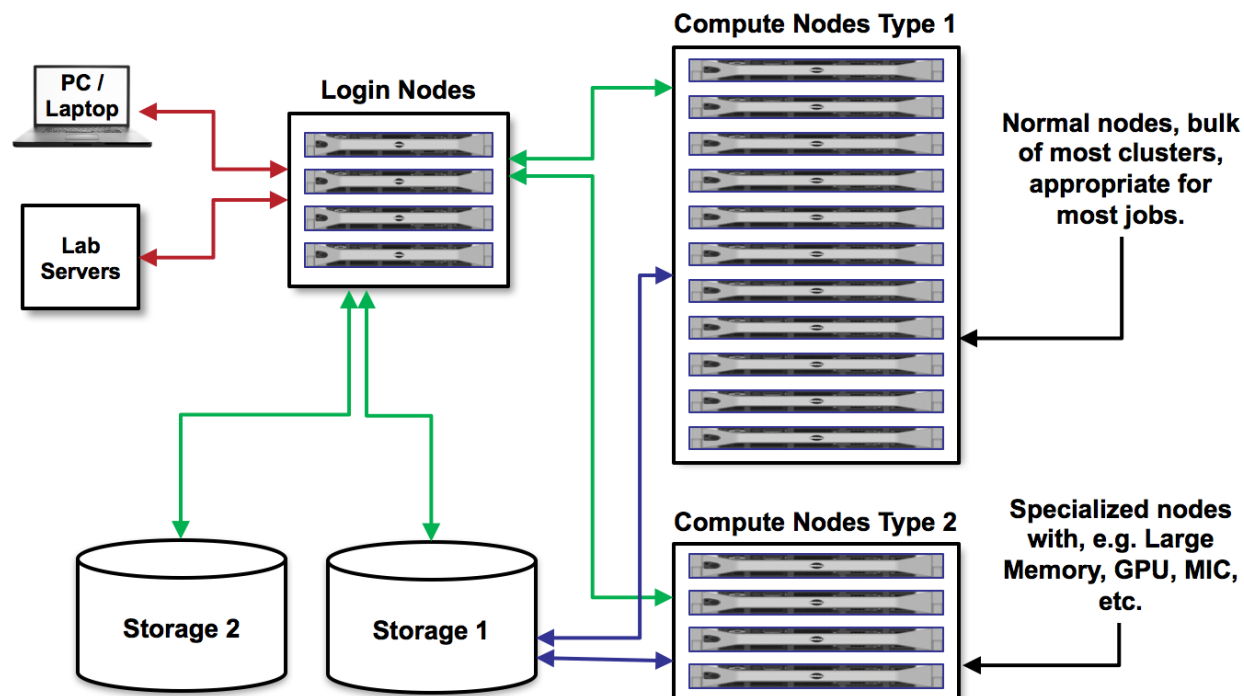 Compute Nodes Type 1
PC /
Laptop
Login Nodes
Normal nodes, bulk
of most clusters,
appropriate for
most jobs.
Lab
Servers
Compute Nodes Type 2
Specialized nodes
with, e.g. Large
Memory, GPU, MIC,
etc.
Storage 2
Storage 1